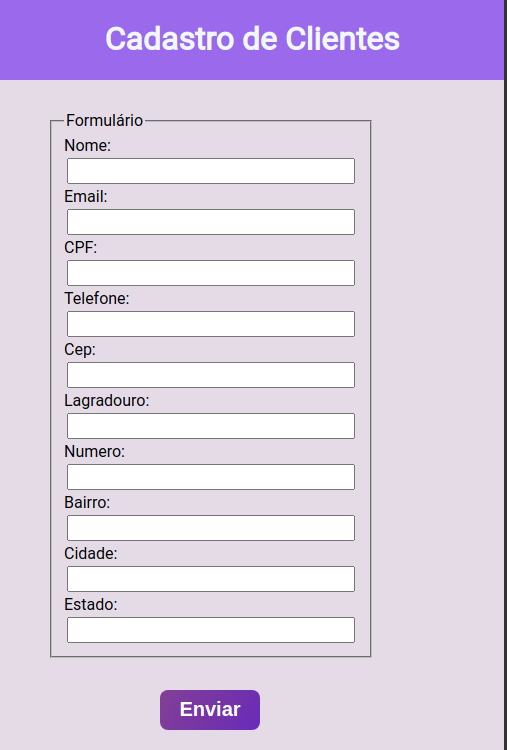 Cadastro de Clientes
Formulário
Nome:
Email:
CPF:
Telefone:
Cep:
Lagradouro:
Numero:
Bairro:
Cidade:
Estado:
Enviar